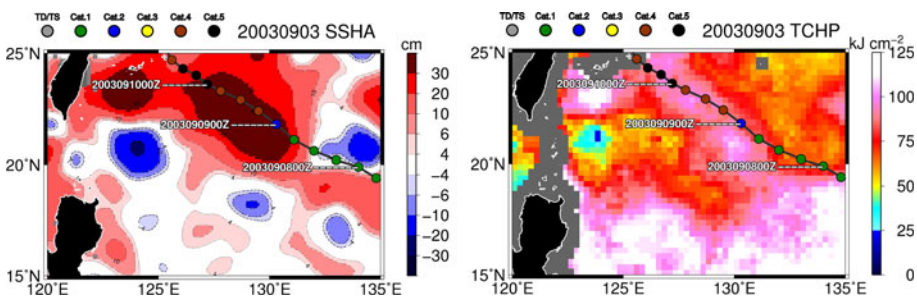 TD/TS Cat.1 Cat.2 Cat.3 Cat.4 Cat.5
20030903 SSHA
cm
25°N
20°N
15°N
120°E 125°E 130°E 135°E
2003091000Z
2003090900Z
2003090800Z
30
20
14
10
6
4
−4
−6
−10
−14
−20
−30
TD/TS Cat.1 Cat.2 Cat.3 Cat.4 Cat.5
20030903 TCHP
kJ cm⁻²
25°N
20°N
15°N
120°E 125°E 130°E 135°E
2003091000Z
2003090900Z
2003090800Z
125
100
75
50
25
0